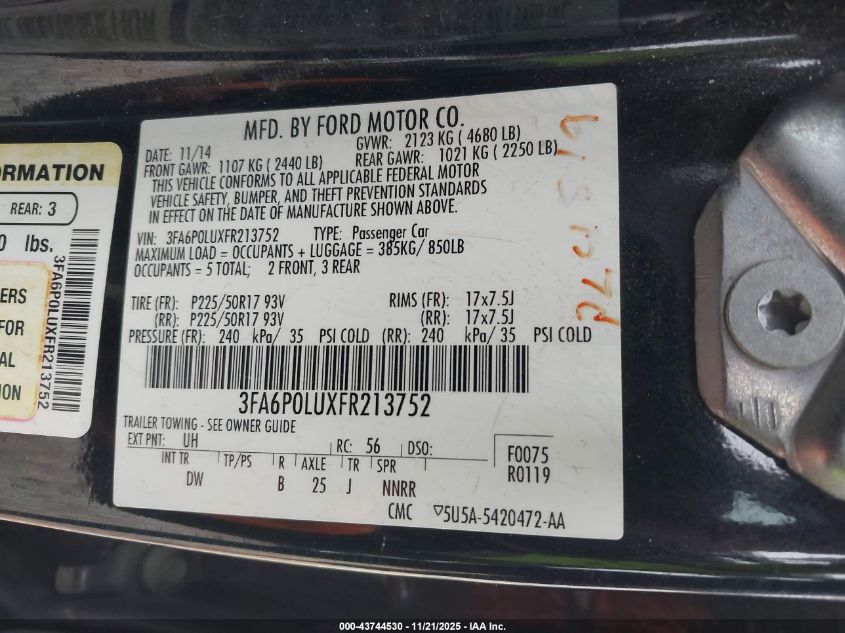 ORMATION
REAR: 3
0 lbs.
ERS
FOR
AL
ION
3FA6P0LUXFR213752
MFD. BY FORD MOTOR CO.
DATE: 11/14 GVWR: 2123 KG ( 4680 LB)
FRONT GAWR: 1107 KG ( 2440 LB) REAR GAWR: 1021 KG ( 2250 LB)
THIS VEHICLE CONFORMS TO ALL APPLICABLE FEDERAL MOTOR
VEHICLE SAFETY, BUMPER, AND THEFT PREVENTION STANDARDS
IN EFFECT ON THE DATE OF MANUFACTURE SHOWN ABOVE.
VIN: 3FA6P0LUXFR213752 TYPE: Passenger Car
MAXIMUM LOAD = OCCUPANTS + LUGGAGE = 385KG/ 850LB
OCCUPANTS = 5 TOTAL; 2 FRONT, 3 REAR
TIRE (FR): P225/50R17 93V RIMS (FR): 17x7.5J
(RR): P225/50R17 93V (RR): 17x7.5J
PRESSURE (FR): 240 kPa/ 35 PSI COLD (RR): 240 kPa/ 35 PSI COLD
3FA6P0LUXFR213752
TRAILER TOWING - SEE OWNER GUIDE
EXT PNT: UH RC: 56 DSO: F0075
INT TR TP/PS R AXLE TR SPR R0119
DW B 25 J NNRR
CMC ▽5U5A-5420472-AA
000-43744530 - 11/21/2025 - IAA Inc.